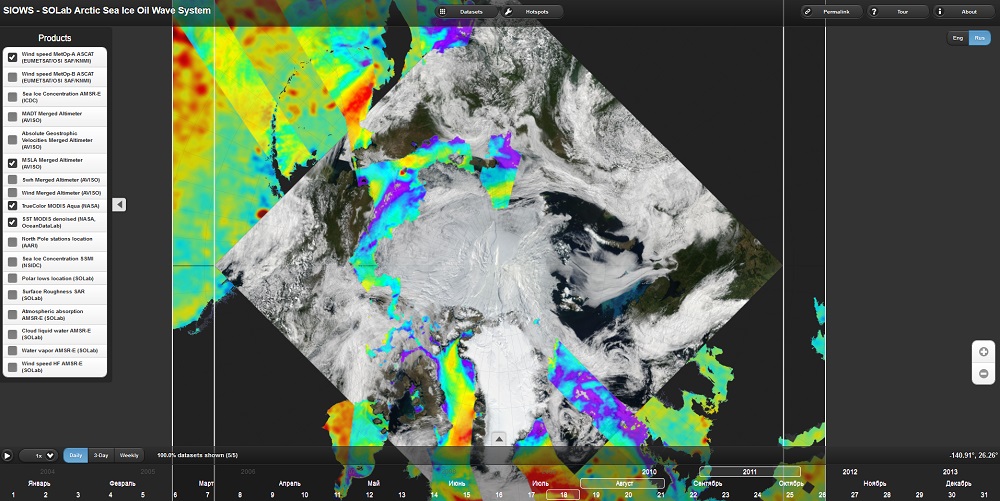 SIOWS - SOLab Arctic Sea Ice Oil Wave System
Datasets
Hotspots
Permalink
? Tour
About
Eng
Rus
Products
Wind speed MetOp-A ASCAT
(EUMETSAT/OSI SAF/KNMI)
Wind speed MetOp-B ASCAT
(EUMETSAT/OSI SAF/KNMI)
Sea Ice Concentration AMSR-E
(ICDC)
MADT Merged Altimeter
(AVISO)
Absolute Geostrophic
Velocities Merged Altimeter
(AVISO)
MSLA Merged Altimeter
(AVISO)
Swh Merged Altimeter (AVISO)
Wind Merged Altimeter (AVISO)
TrueColor MODIS Aqua (NASA)
SST MODIS denoised (NASA,
OceanDataLab)
North Pole stations location
(AARI)
Sea Ice Concentration SSMI
(NSIDC)
Polar lows location (SOLab)
Surface Roughness SAR
(SOLab)
Atmospheric absorption
AMSR-E (SOLab)
Cloud liquid water AMSR-E
(SOLab)
Water vapor AMSR-E (SOLab)
Wind speed HF AMSR-E
(SOLab)
1x
Daily
3-Day
Weekly
100.0% datasets shown (5/5)
-140.91°, 26.26°
2004 2005 2006 2010 2011 2012 2013
Январь Февраль Март Апрель Май Июнь Июль Август Сентябрь Октябрь Ноябрь Декабрь
1 2 3 4 5 6 7 8 9 10 11 12 13 14 15 16 17 18 19 20 21 22 23 24 25 26 27 28 29 30 31